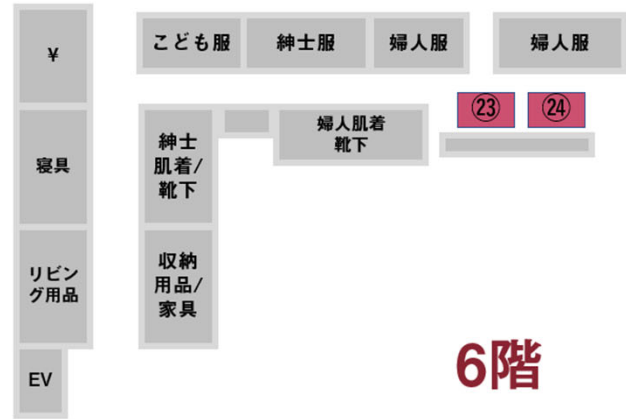 ¥
こども服
紳士服
婦人服
婦人服
㉓
㉔
寝具
紳士
肌着/
靴下
婦人肌着
靴下
リビン
グ用品
収納
用品/
家具
EV
6階